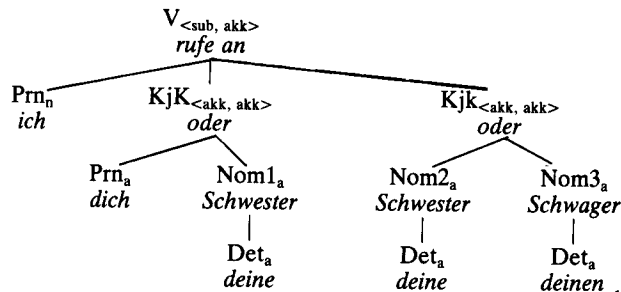 V<sub, akk>
rufe an
Prnn KjK<akk, akk> Kjk<akk, akk>
ich oder oder
Prna Nom1a Nom2a Nom3a
dich Schwester Schwester Schwager
Deta Deta Deta
deine deine deinen